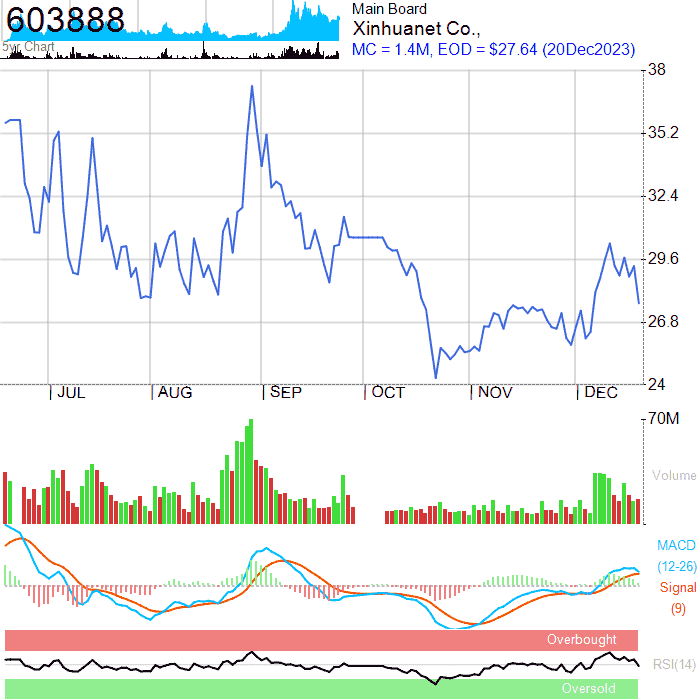 603888
5yr Chart
Main Board
Xinhuanet Co.,
MC = 1.4M, EOD = $27.64 (20Dec2023)
38
35.2
32.4
29.6
26.8
24
JUL AUG SEP OCT NOV DEC
70M
Volume
MACD
(12-26)
Signal
(9)
Overbought
RSI(14)
Oversold